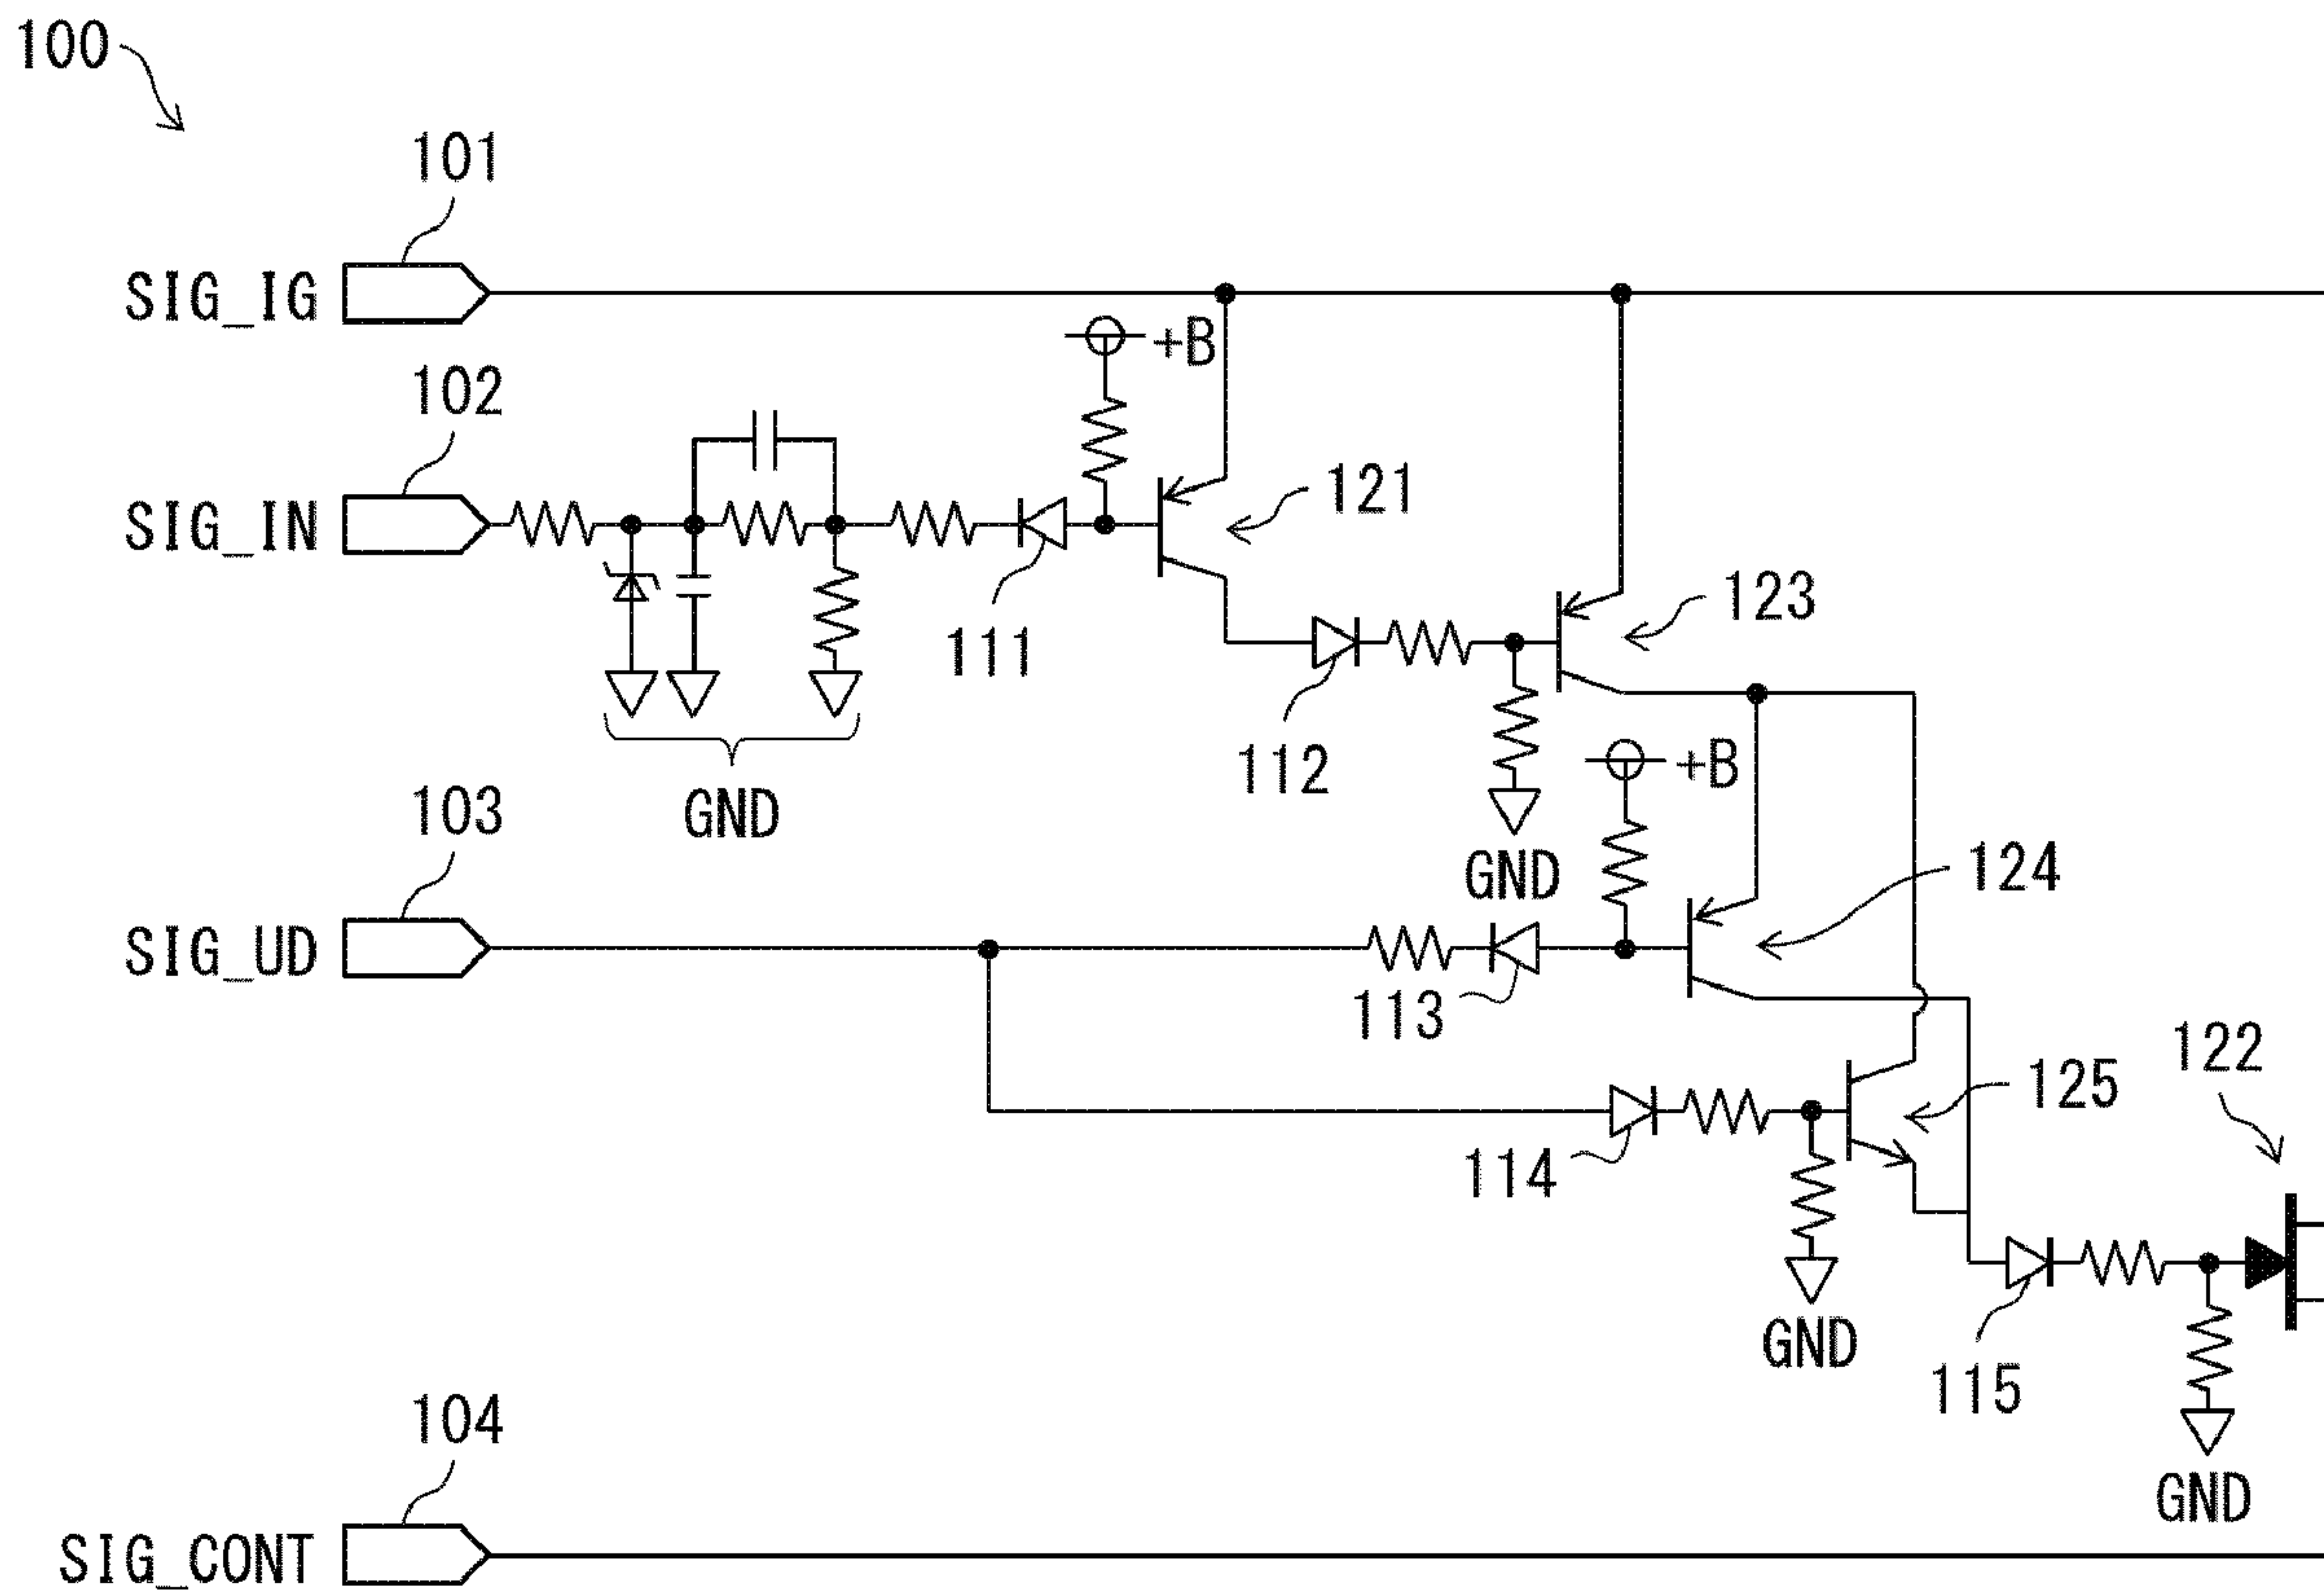 100
101
SIG_IG
+B
102
SIG_IN
121
123
111
112
+B
GND
103
GND
124
SIG_UD
113
122
125
114
GND
115
104
GND
SIG_CONT